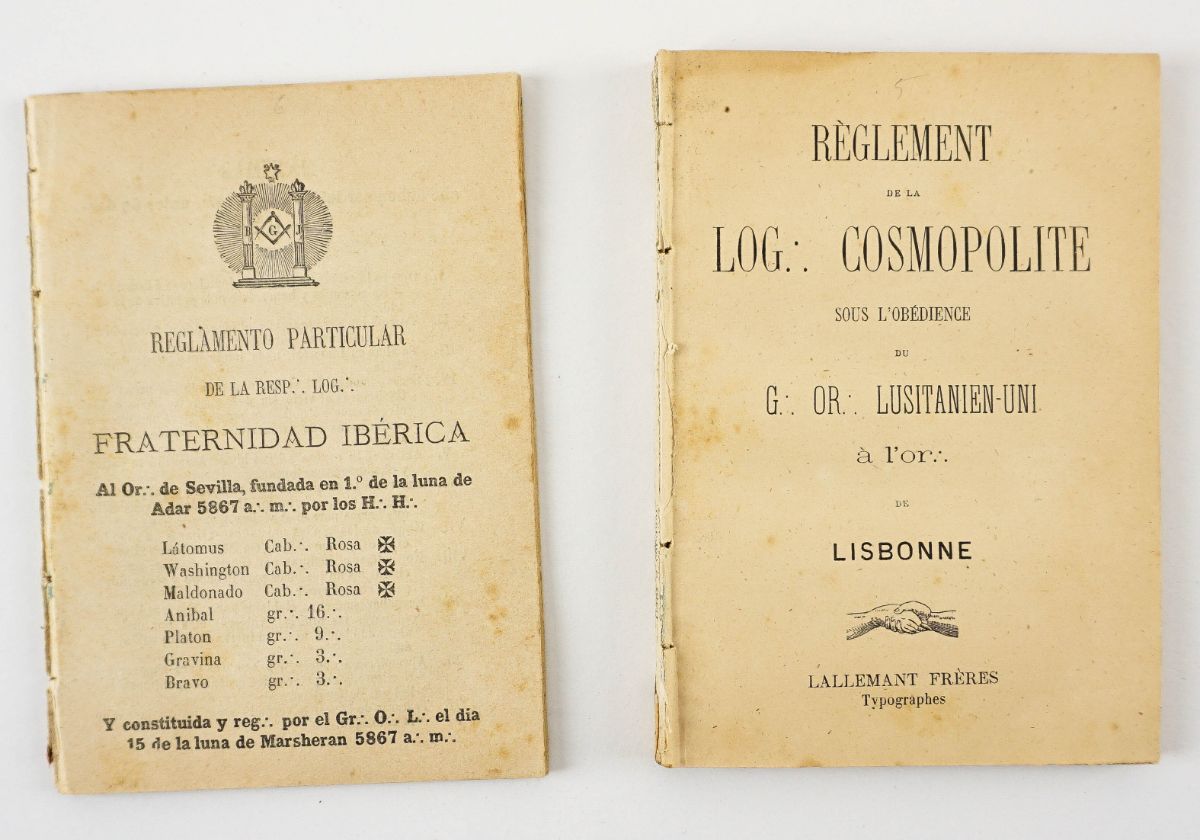 6
B G J
REGLAMENTO PARTICULAR
DE LA RESP.·. LOG.·.
FRATERNIDAD IBÉRICA
Al Or.·. de Sevilla, fundada en 1.º de la luna de
Adar 5867 a.·. m.·. por los H.·. H.·.
Látomus Cab.·. Rosa ✠
Washington Cab.·. Rosa ✠
Maldonado Cab.·. Rosa ✠
Anibal gr.·. 16.·.
Platon gr.·. 9.·.
Gravina gr.·. 3.·.
Bravo gr.·. 3.·.
Y constituida y reg.·. por el Gr.·. O.·. L.·. el dia
15 de la luna de Marsheran 5867 a.·. m.·.
5
RÈGLEMENT
DE LA
LOG.·. COSMOPOLITE
SOUS L'OBÉDIENCE
DU
G.·. OR.·. LUSITANIEN-UNI
à l'or.·.
DE
LISBONNE
LALLEMANT FRÈRES
Typographes